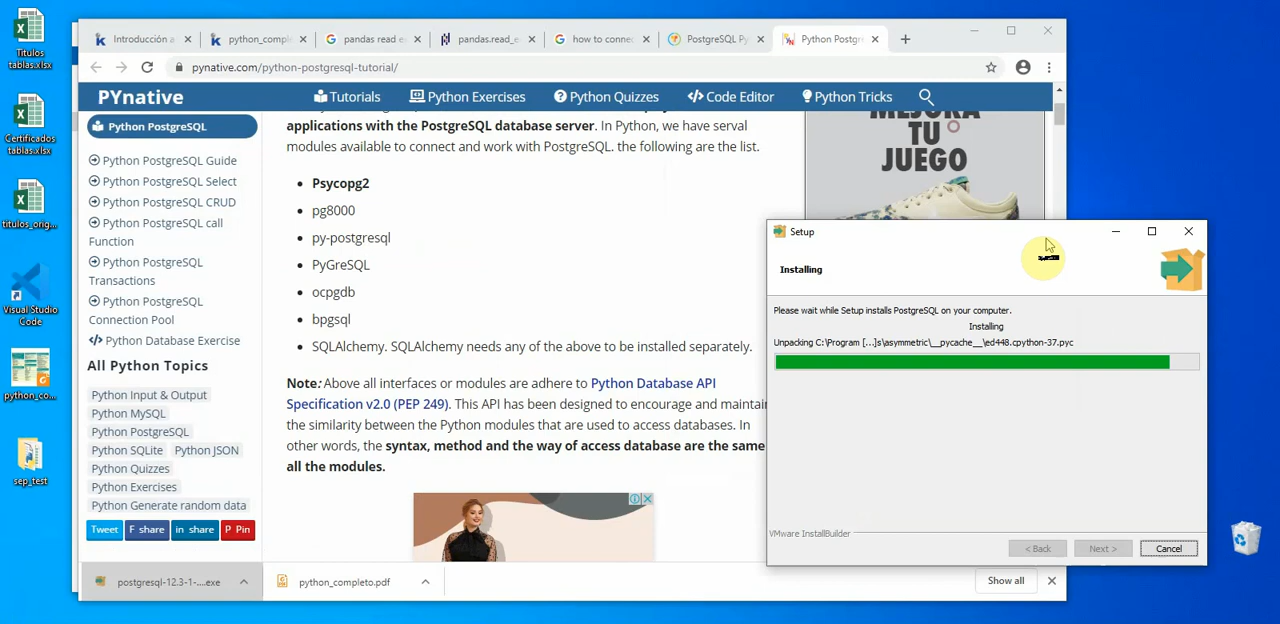 Titulos
tablas.xlsx
Certificados
tablas.xlsx
titulos_orig...
Visual Studio
Code
python_co...
sep_test
Introducción a
python_comple
pandas read e
pandas.read_e
how to connec
PostgreSQL Py
Python Postgr
pynative.com/python-postgresql-tutorial/
PYnative
Tutorials
Python Exercises
Python Quizzes
Code Editor
Python Tricks
Python PostgreSQL
Python PostgreSQL Guide
Python PostgreSQL Select
Python PostgreSQL CRUD
Python PostgreSQL call
Function
Python PostgreSQL
Transactions
Python PostgreSQL
Connection Pool
Python Database Exercise
All Python Topics
Python Input & Output
Python MySQL
Python PostgreSQL
Python SQLite Python JSON
Python Quizzes
Python Exercises
Python Generate random data
Tweet F share in share P Pin
applications with the PostgreSQL database server. In Python, we have serval
modules available to connect and work with PostgreSQL. the following are the list.
Psycopg2
pg8000
py-postgresql
PyGreSQL
ocpgdb
bpgsql
SQLAlchemy. SQLAlchemy needs any of the above to be installed separately.
Note: Above all interfaces or modules are adhere to Python Database API
Specification v2.0 (PEP 249). This API has been designed to encourage and maintain
the similarity between the Python modules that are used to access databases. In
other words, the syntax, method and the way of access database are the same
all the modules.
MEJORA
TU
JUEGO
Setup
Installing
Please wait while Setup installs PostgreSQL on your computer.
Installing
Unpacking C:\Program [...]s\asymmetric\__pycache__\ed448.cpython-37.pyc
VMware InstallBuilder
< Back
Next >
Cancel
postgresql-12.3-1-....exe
python_completo.pdf
Show all